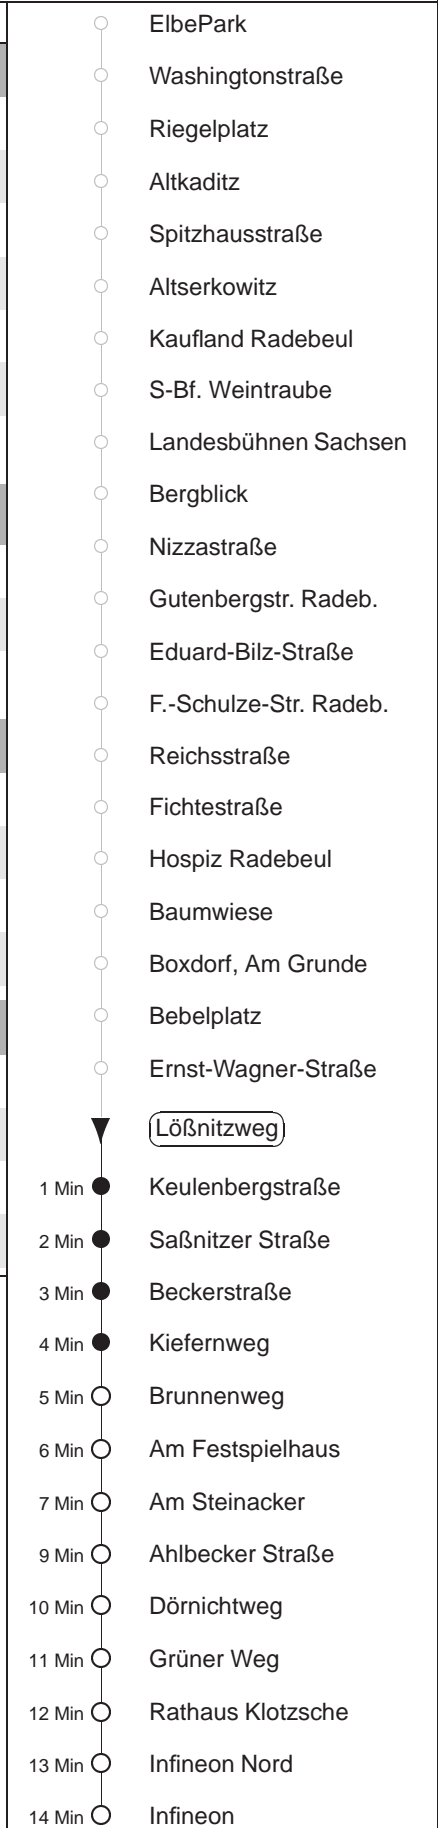 ElbePark
Washingtonstraße
Riegelplatz
Altkaditz
Spitzhausstraße
Altserkowitz
Kaufland Radebeul
S-Bf. Weintraube
Landesbühnen Sachsen
Bergblick
Nizzastraße
Gutenbergstr. Radeb.
Eduard-Bilz-Straße
F.-Schulze-Str. Radeb.
Reichsstraße
Fichtestraße
Hospiz Radebeul
Baumwiese
Boxdorf, Am Grunde
Bebelplatz
Ernst-Wagner-Straße
Lößnitzweg
1 Min Keulenbergstraße
2 Min Saßnitzer Straße
3 Min Beckerstraße
4 Min Kiefernweg
5 Min Brunnenweg
6 Min Am Festspielhaus
7 Min Am Steinacker
9 Min Ahlbecker Straße
10 Min Dörnichtweg
11 Min Grüner Weg
12 Min Rathaus Klotzsche
13 Min Infineon Nord
14 Min Infineon